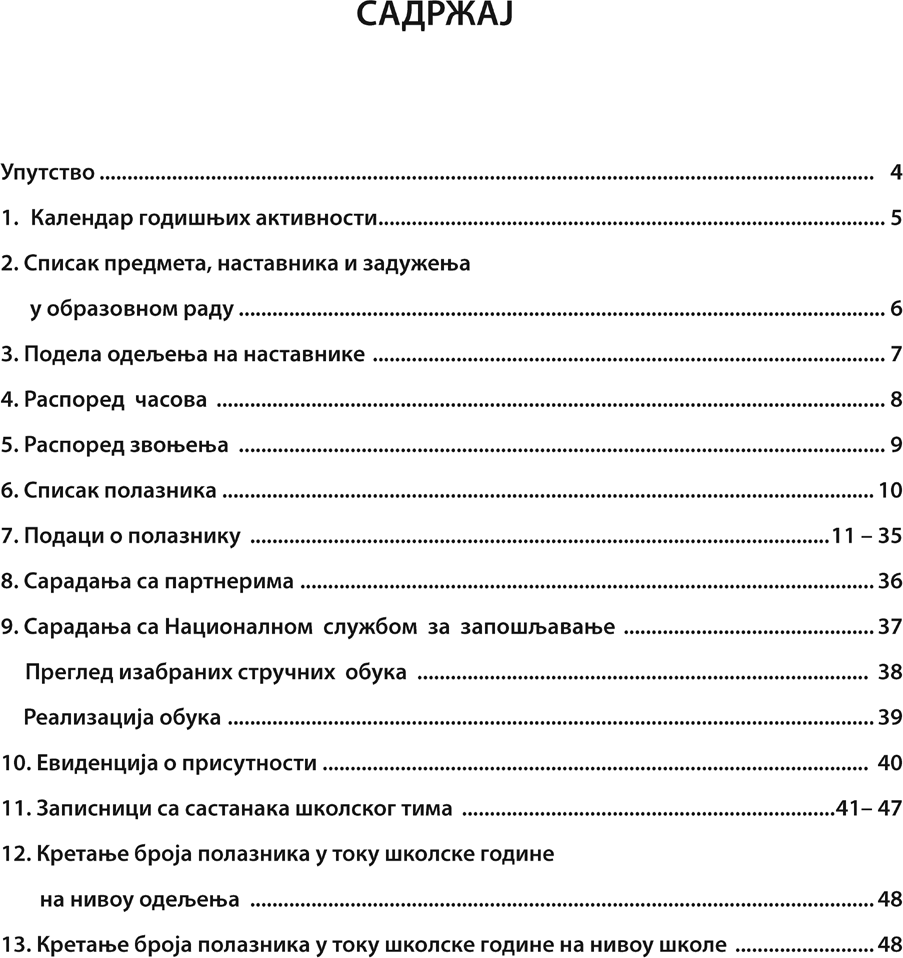 САДРЖАЈ
Упутство ........ 4
1. Календар годишњих активности........ 5
2. Списак предмета, наставника и задужења
у образовном раду ........ 6
3. Подела одељења на наставнике ........ 7
4. Распоред часова ........ 8
5. Распоред звоњења ........ 9
6. Списак полазника ........ 10
7. Подаци о полазнику ........11 – 35
8. Сарадања са партнерима ........ 36
9. Сарадања са Националном службом за запошљавање ........ 37
Преглед изабраних стручних обука ........ 38
Реализација обука ........ 39
10. Евиденција о присутности ........ 40
11. Записници са састанака школског тима ........41– 47
12. Кретање броја полазника у току школске године
на нивоу одељења ........ 48
13. Кретање броја полазника у току школске године на нивоу школе ........ 48